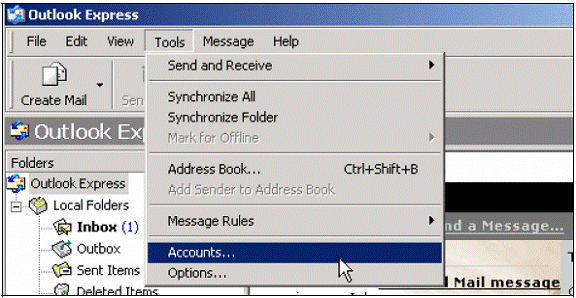 Outlook Express
File Edit View Tools Message Help
Send and Receive
Create Mail Sen
Synchronize All
Synchronize Folder
Mark for Offline
Outlook Exp
Address Book... Ctrl+Shift+B
Add Sender to Address Book
Folders
Outlook Express
Local Folders
Message Rules
Inbox (1)
nd a Message...
Outbox
Accounts...
Sent Items
Options...
Mail message
Deleted Items